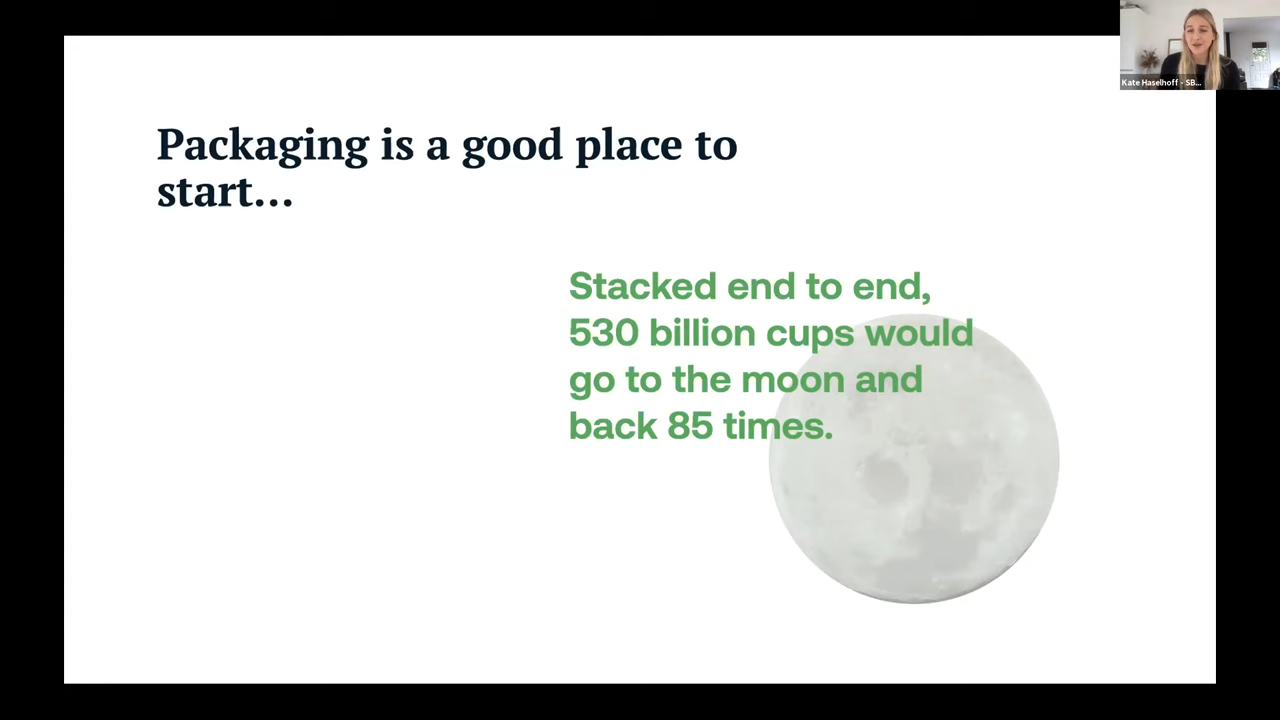 Packaging is a good place to
start...
Stacked end to end,
530 billion cups would
go to the moon and
back 85 times.
Kate Haselhoff - SB...